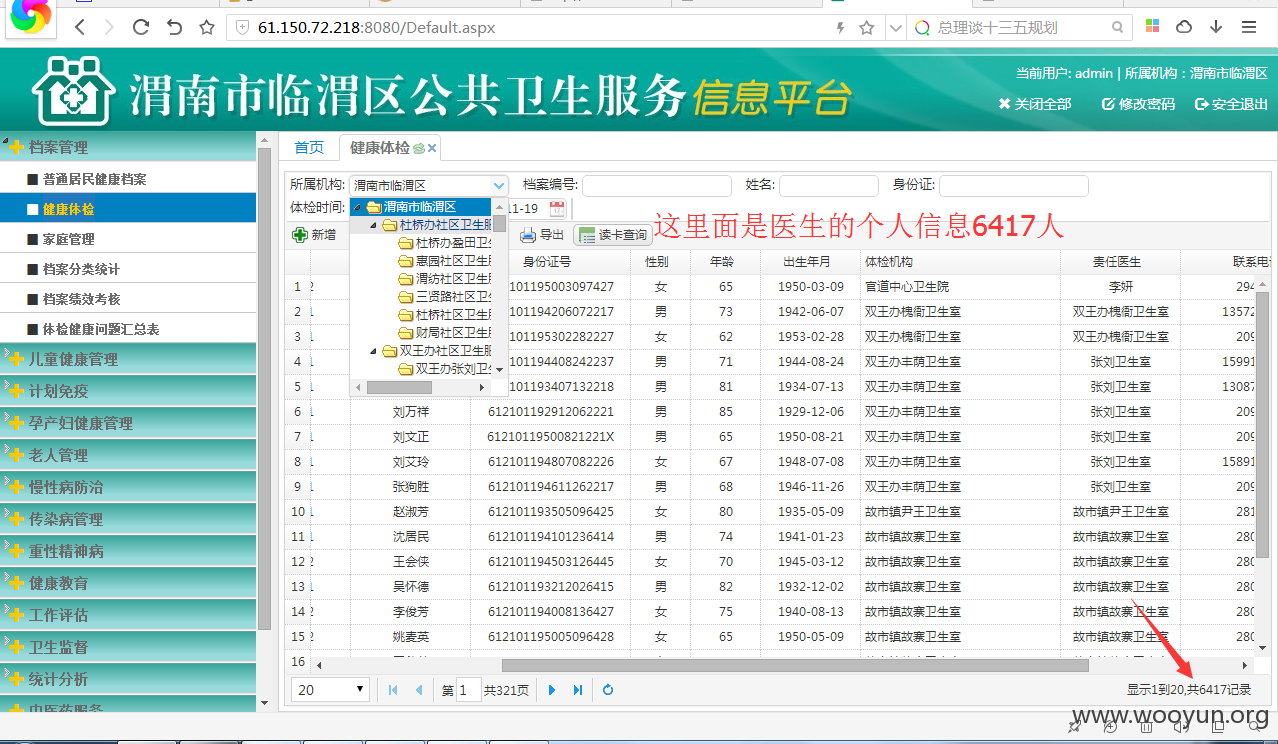 61.150.72.218:8080/Default.aspx
总理谈十三五规划
渭南市临渭区公共卫生服务信息平台
当前用户: admin | 所属机构：渭南市临渭区
关闭全部 修改密码 安全退出
档案管理
普通居民健康档案
健康体检
家庭管理
档案分类统计
档案绩效考核
体检健康问题汇总表
儿童健康管理
计划免疫
孕产妇健康管理
老人管理
慢性病防治
传染病管理
重性精神病
健康教育
工作评估
卫生监督
统计分析
中医药服务
首页 健康体检
所属机构: 渭南市临渭区 档案编号: 姓名: 身份证:
体检时间: 11-19
渭南市临渭区
杜桥办社区卫生服
杜桥办盈田卫生
惠园社区卫生服
渭纺社区卫生服
三贤路社区卫生
杜桥社区卫生服
财局社区卫生服
双王办社区卫生服
双王办张刘卫生
新增 导出 读卡查询
这里面是医生的个人信息6417人
身份证号 性别 年龄 出生年月 体检机构 责任医生 联系电话
1 2 101195003097427 女 65 1950-03-09 官道中心卫生院 李妍 294
2 1 101194206072217 男 73 1942-06-07 双王办槐衙卫生室 双王办槐衙卫生室 13572
3 1 101195302282227 女 62 1953-02-28 双王办槐衙卫生室 双王办槐衙卫生室 209
4 1 101194408242237 男 71 1944-08-24 双王办丰荫卫生室 张刘卫生室 15991
5 1 101193407132218 男 81 1934-07-13 双王办丰荫卫生室 张刘卫生室 13087
6 1 刘万祥 612101192912062221 男 85 1929-12-06 双王办丰荫卫生室 张刘卫生室 209
7 1 刘文正 61210119500821221X 男 65 1950-08-21 双王办丰荫卫生室 张刘卫生室 209
8 1 刘艾玲 612101194807082226 女 67 1948-07-08 双王办丰荫卫生室 张刘卫生室 15891
9 1 张狗胜 612101194611262217 男 68 1946-11-26 双王办丰荫卫生室 张刘卫生室 209
10 1 赵淑芳 612101193505096425 女 80 1935-05-09 故市镇尹王卫生室 故市镇尹王卫生室 281
11 1 沈居民 612101194101236414 男 74 1941-01-23 故市镇故寨卫生室 故市镇故寨卫生室 280
12 2 王会侠 612101194503126445 女 70 1945-03-12 故市镇故寨卫生室 故市镇故寨卫生室 280
13 1 吴怀德 612101193212026415 男 82 1932-12-02 故市镇故寨卫生室 故市镇故寨卫生室 280
14 2 李俊芳 612101194008136427 女 75 1940-08-13 故市镇故寨卫生室 故市镇故寨卫生室 280
15 2 姚麦英 612101195005096428 女 65 1950-05-09 故市镇故寨卫生室 故市镇故寨卫生室 280
16
20 第 1 共321页 显示1到20,共6417记录
www.wooyun.org